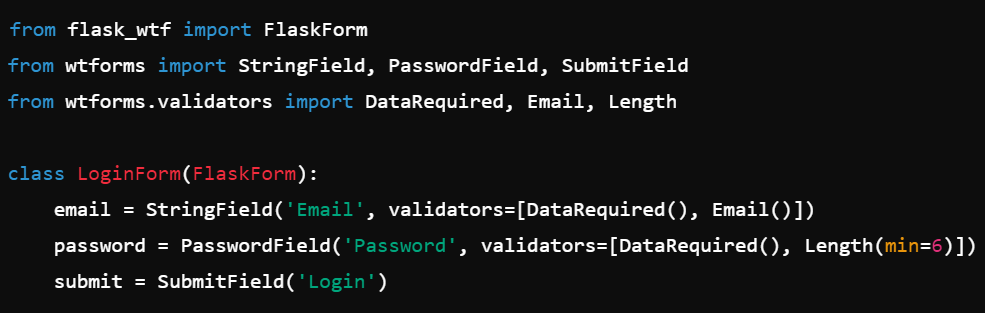 from flask_wtf import FlaskForm
from wtforms import StringField, PasswordField, SubmitField
from wtforms.validators import DataRequired, Email, Length
class LoginForm(FlaskForm):
    email = StringField('Email', validators=[DataRequired(), Email()])
    password = PasswordField('Password', validators=[DataRequired(), Length(min=6)])
    submit = SubmitField('Login')